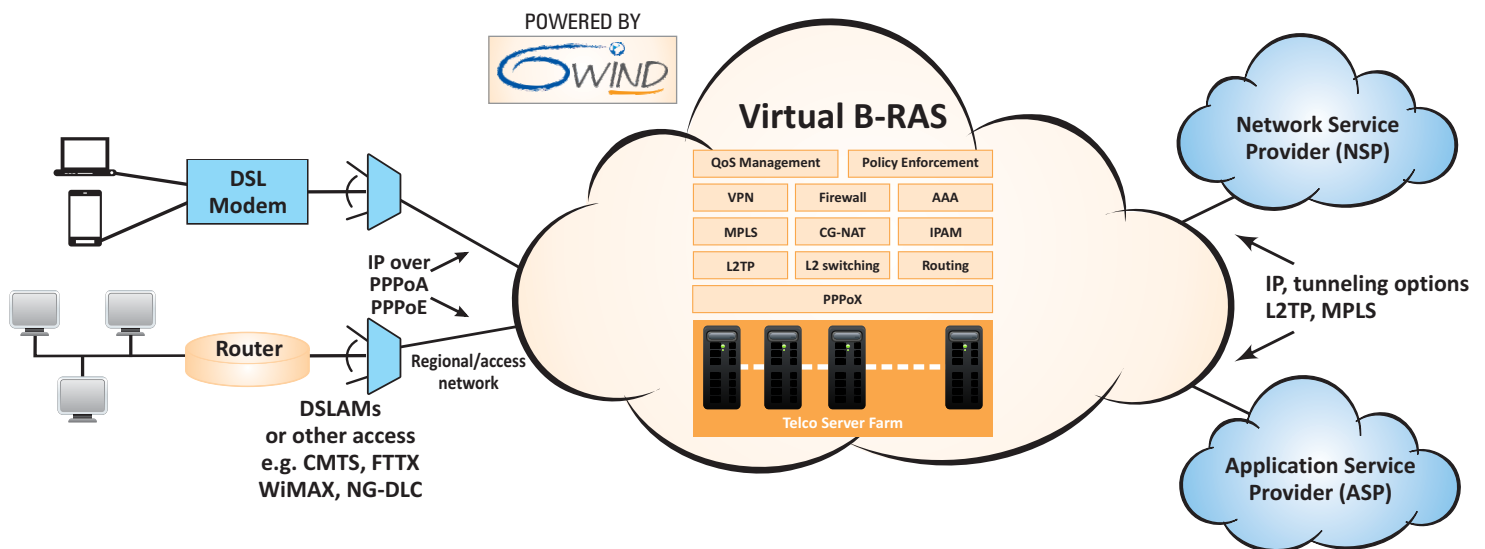 POWERED BY
6WIND
Virtual B-RAS
QoS Management
Policy Enforcement
VPN
Firewall
AAA
MPLS
CG-NAT
IPAM
L2TP
L2 switching
Routing
PPPoX
Telco Server Farm
DSL
Modem
IP over
PPPoA
PPPoE
Router
Regional/access
network
DSLAMs
or other access
e.g. CMTS, FTTX
WiMAX, NG-DLC
Network Service
Provider (NSP)
IP, tunneling options
L2TP, MPLS
Application Service
Provider (ASP)